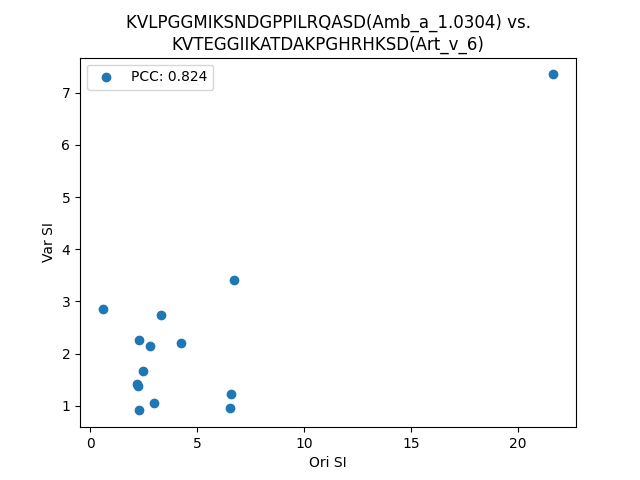 KVLPGGMIKSNDGPPILRQASD(Amb_a_1.0304) vs.
KVTEGGIIKATDAKPGHRHKSD(Art_v_6)
PCC: 0.824
7
6
5
4
3
2
1
Var SI
0
5
10
15
20
Ori SI